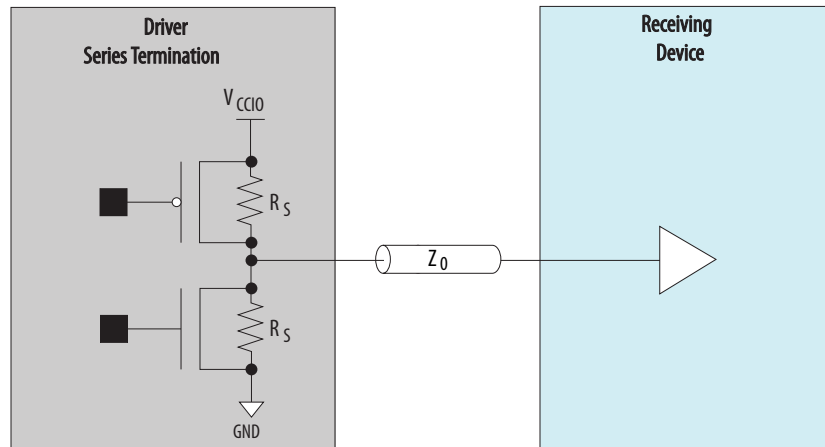 Driver
Series Termination
Receiving
Device
V CCIO
R S
Z 0
R S
GND